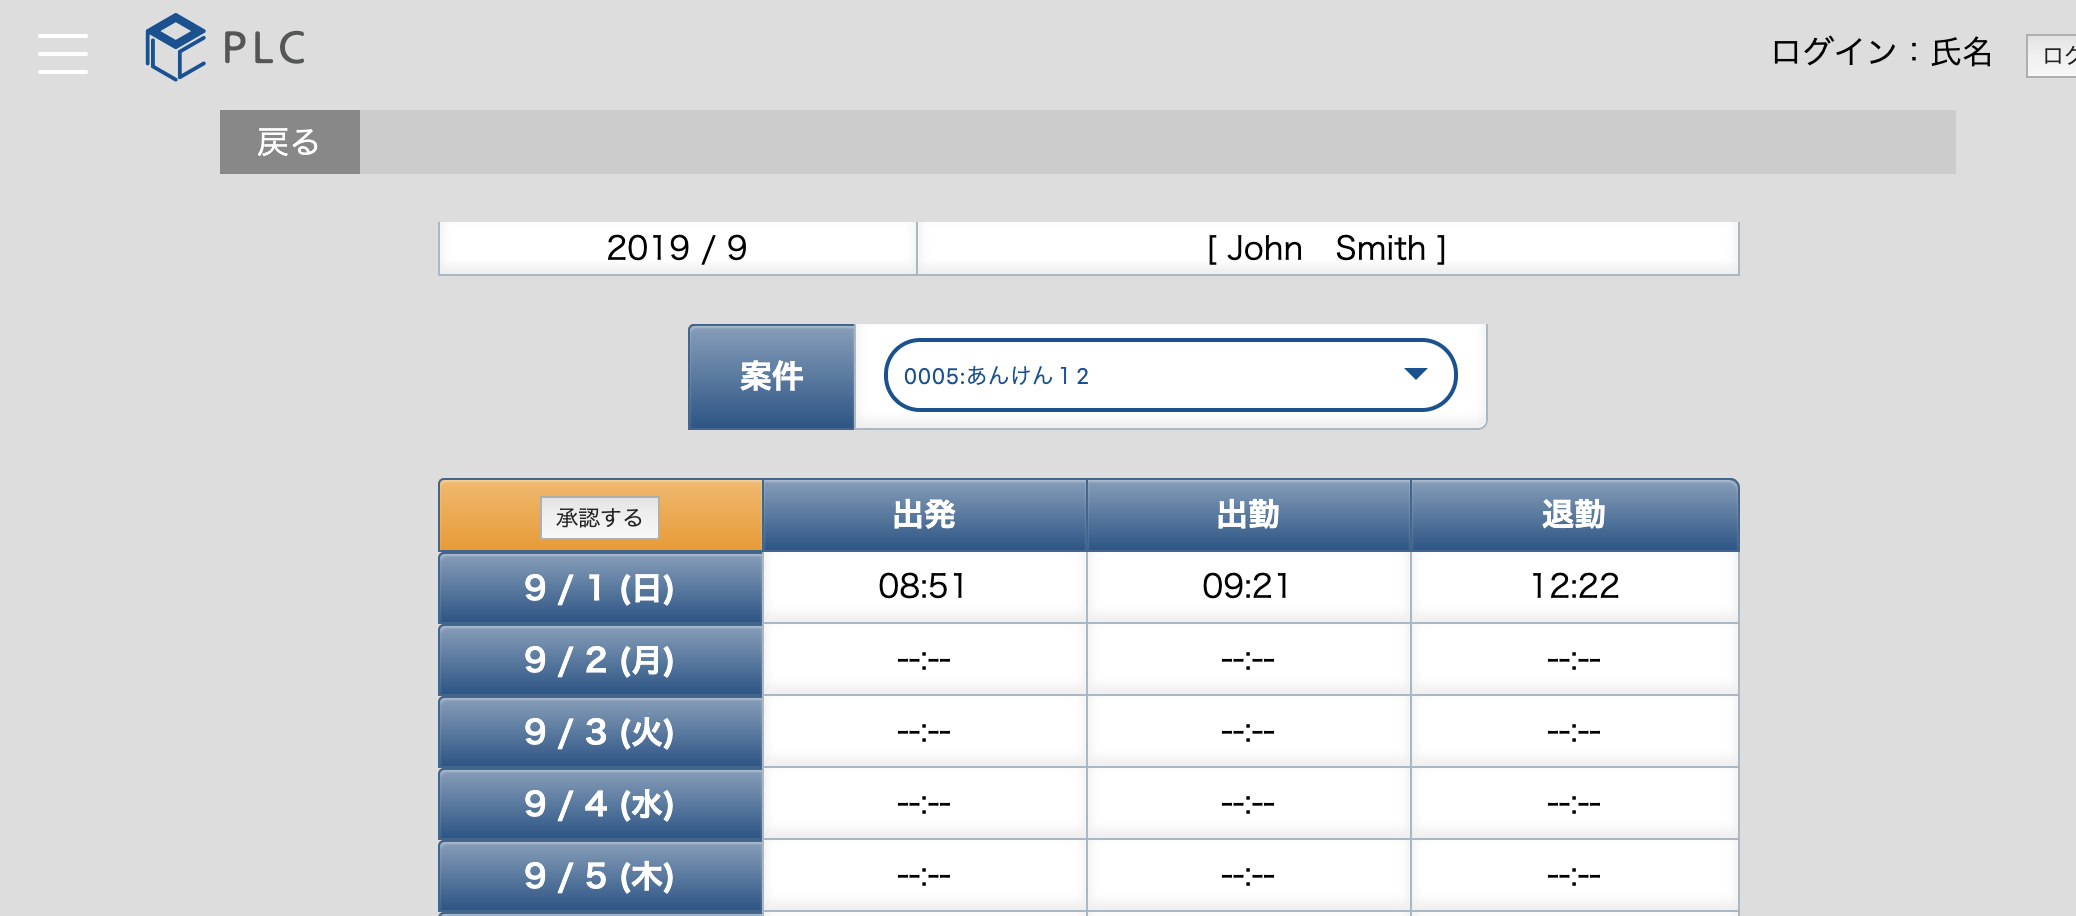 PLC
ログイン：氏名
ログ
戻る
2019 / 9
[ John　Smith ]
案件
0005:あんけん１２
承認する 出発 出勤 退勤
9 / 1 (日) 08:51 09:21 12:22
9 / 2 (月) --:-- --:-- --:--
9 / 3 (火) --:-- --:-- --:--
9 / 4 (水) --:-- --:-- --:--
9 / 5 (木) --:-- --:-- --:--